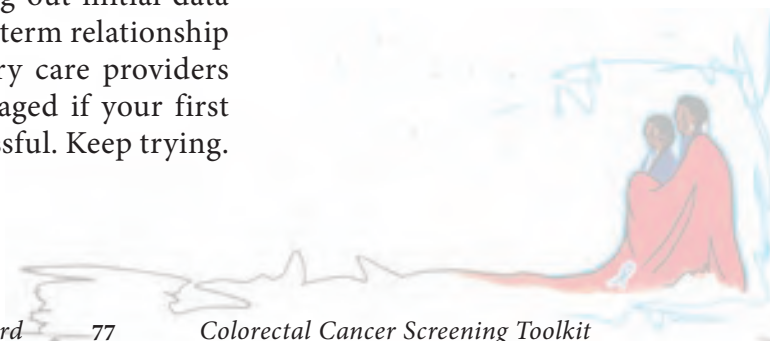 g out initial data
term relationship
ry care providers
aged if your first
sful. Keep trying.
rd 77 Colorectal Cancer Screening Toolkit